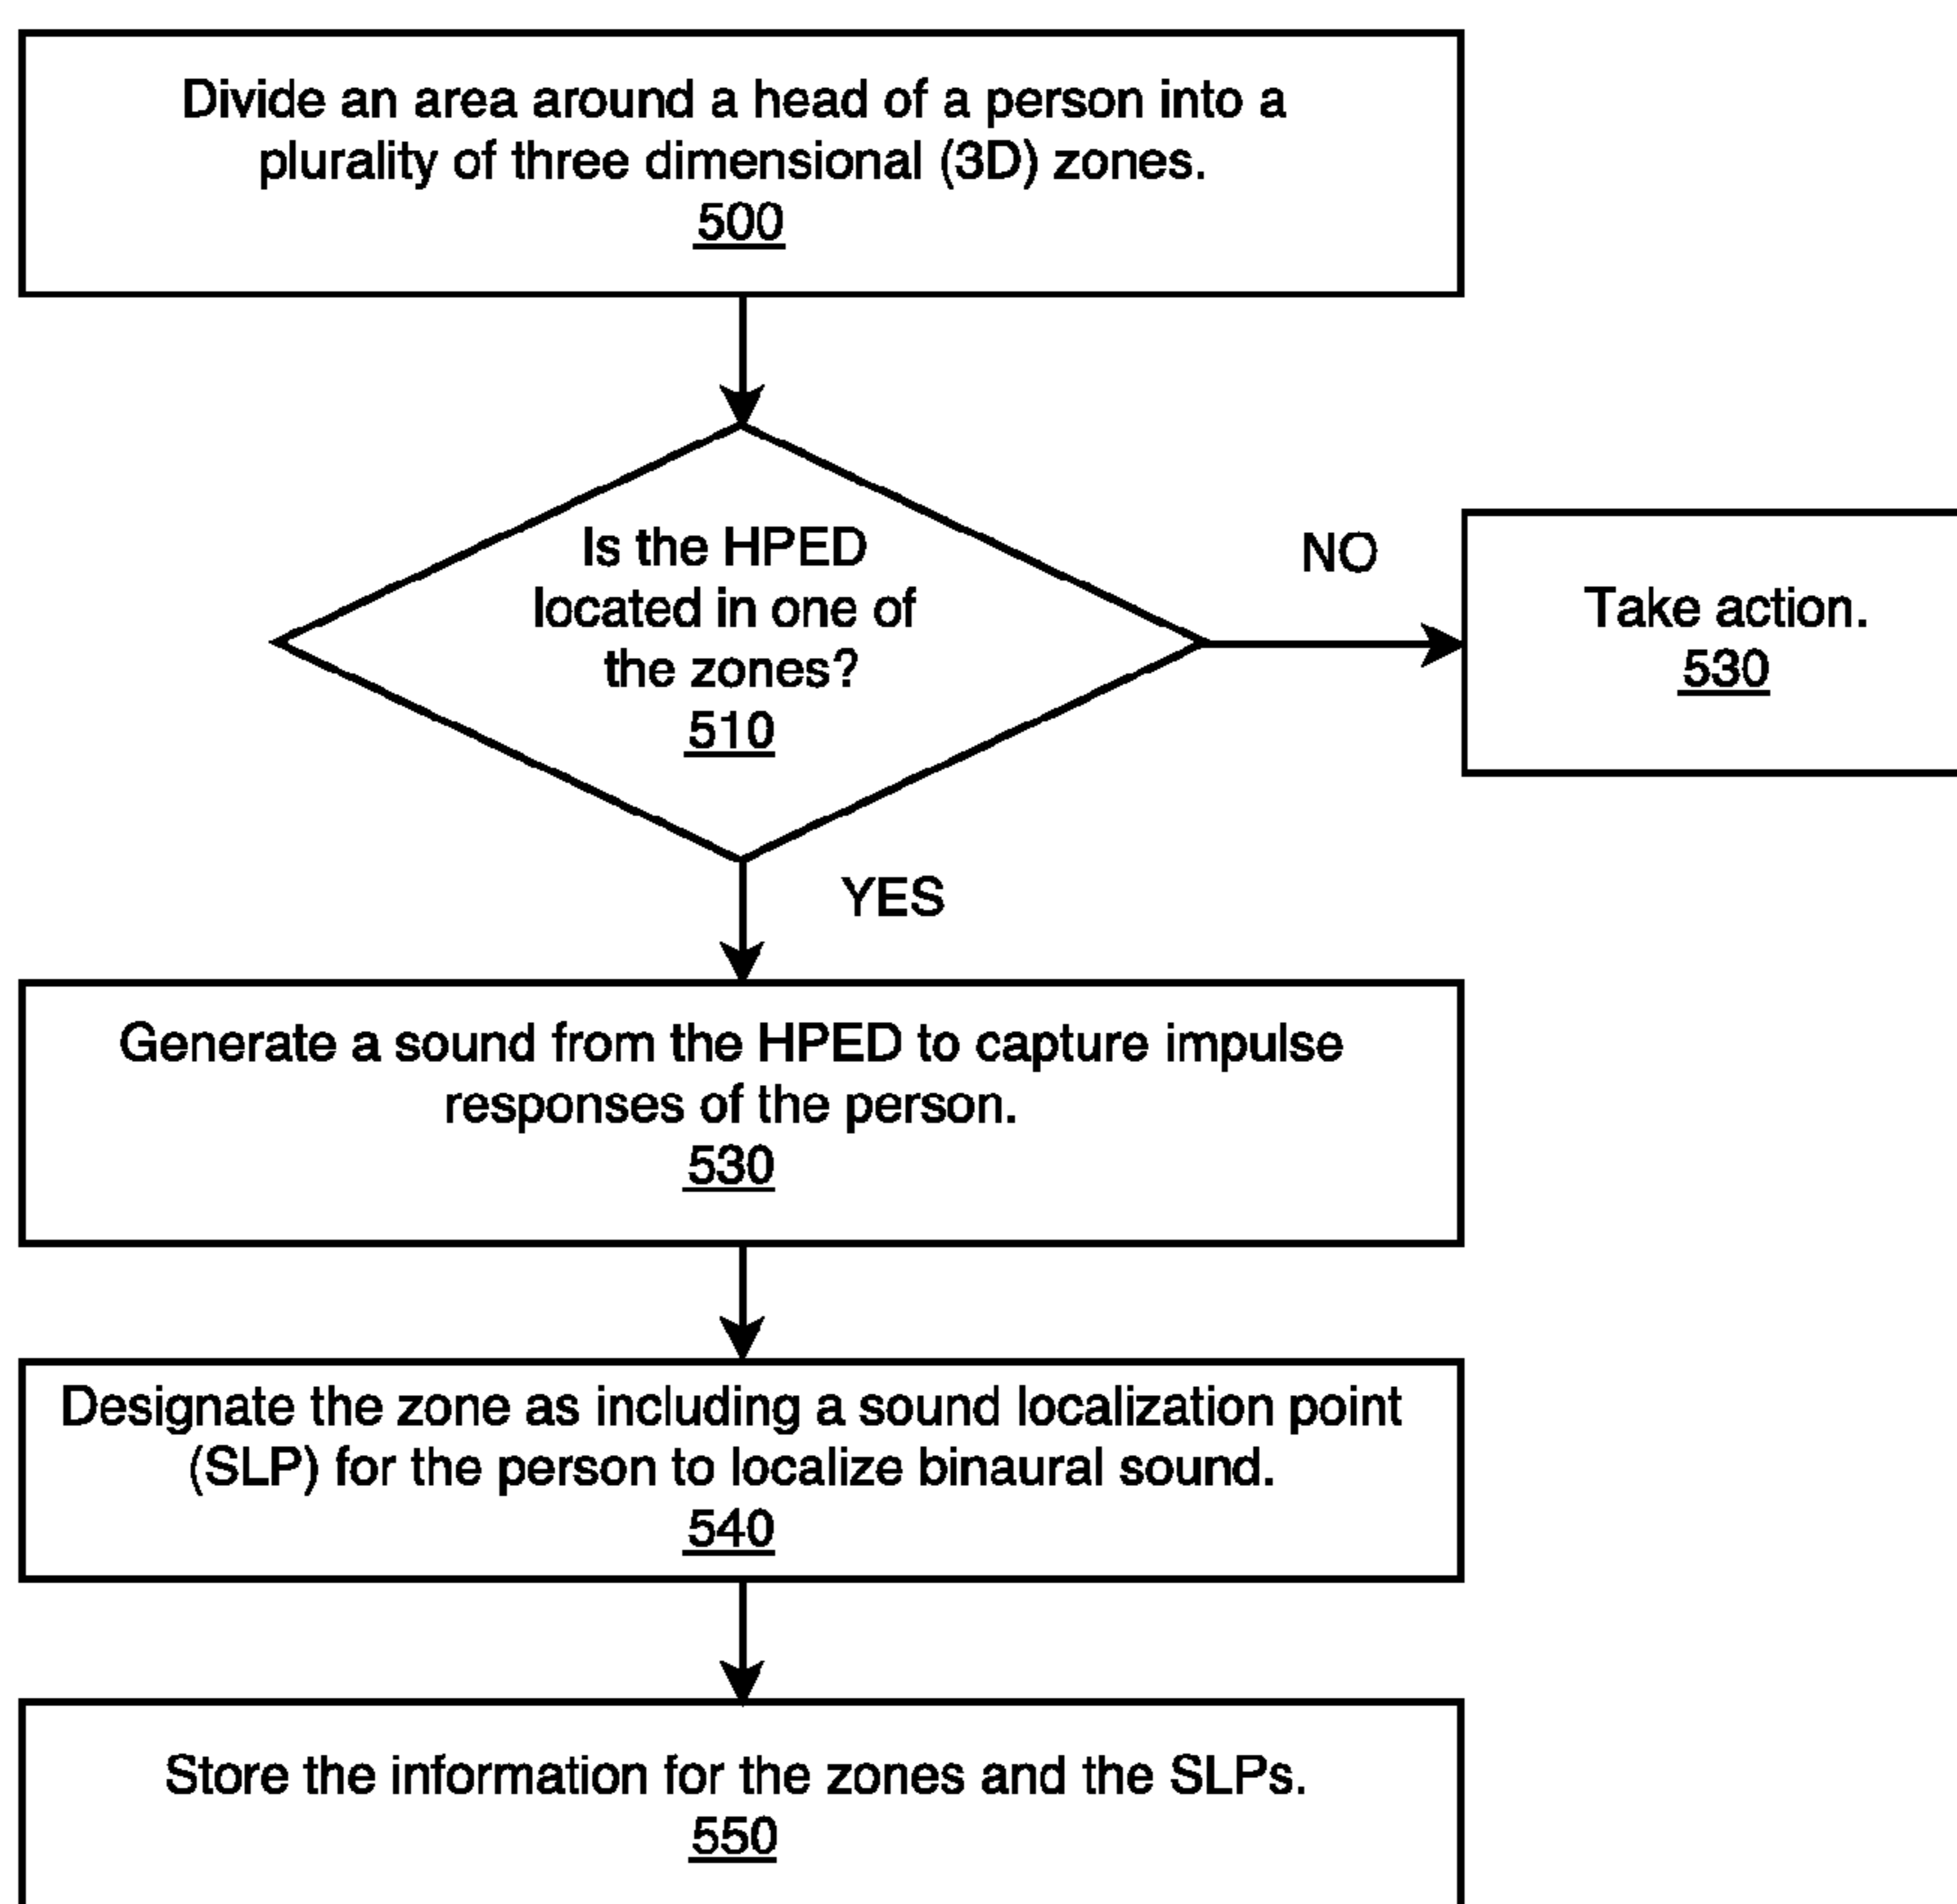 Divide an area around a head of a person into a
plurality of three dimensional (3D) zones.
500
Is the HPED
located in one of
the zones?
510
NO
Take action.
530
YES
Generate a sound from the HPED to capture impulse
responses of the person.
530
Designate the zone as including a sound localization point
(SLP) for the person to localize binaural sound.
540
Store the information for the zones and the SLPs.
550